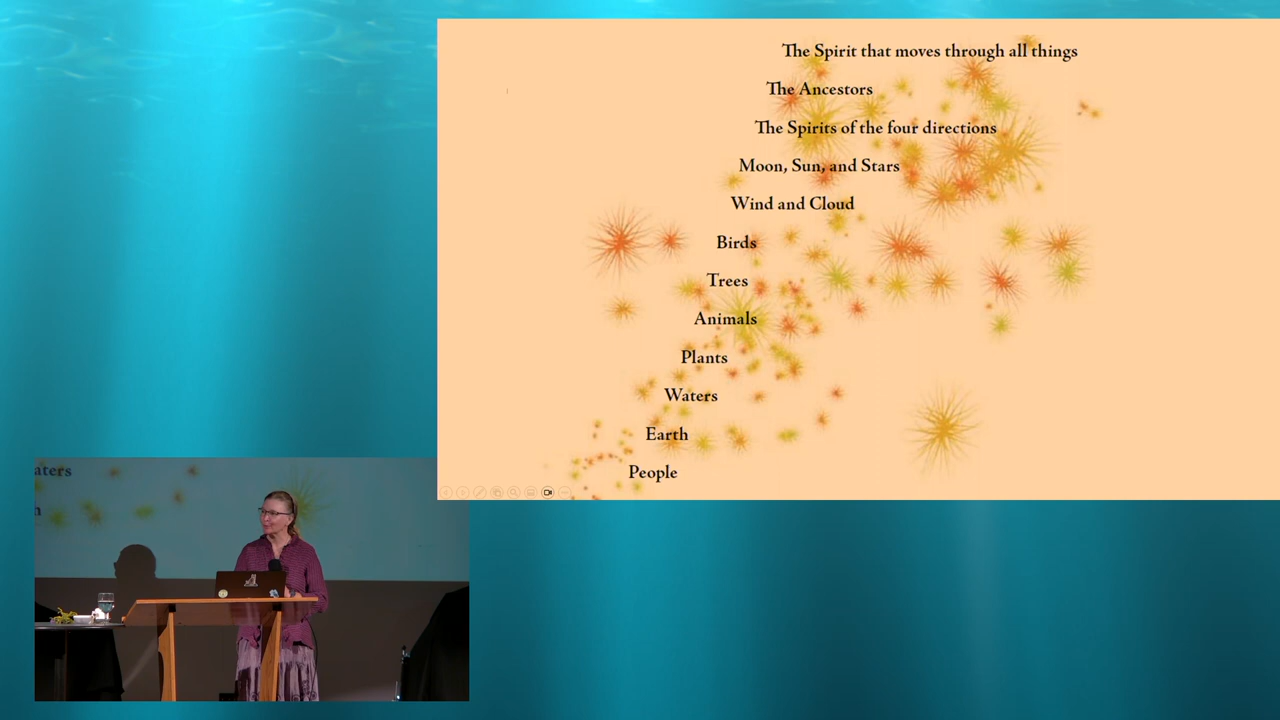 The Spirit that moves through all things
The Ancestors
The Spirits of the four directions
Moon, Sun, and Stars
Wind and Cloud
Birds
Trees
Animals
Plants
Waters
Earth
People
aters
h